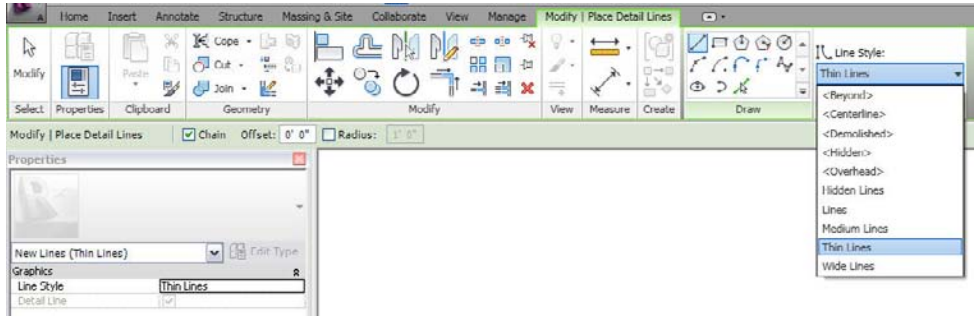 Home Insert Annotate Structure Massing & Site Collaborate View Manage Modify | Place Detail Lines
Modify
Paste
Cope
Cut
Join
Line Style:
Thin Lines
Select Properties Clipboard Geometry Modify View Measure Create Draw
Modify | Place Detail Lines Chain Offset: 0' 0" Radius: 1' 0"
Properties
New Lines (Thin Lines) Edit Type
Graphics
Line Style Thin Lines
Detail Line
<Beyond>
<Centerline>
<Demolished>
<Hidden>
<Overhead>
Hidden Lines
Lines
Medium Lines
Thin Lines
Wide Lines